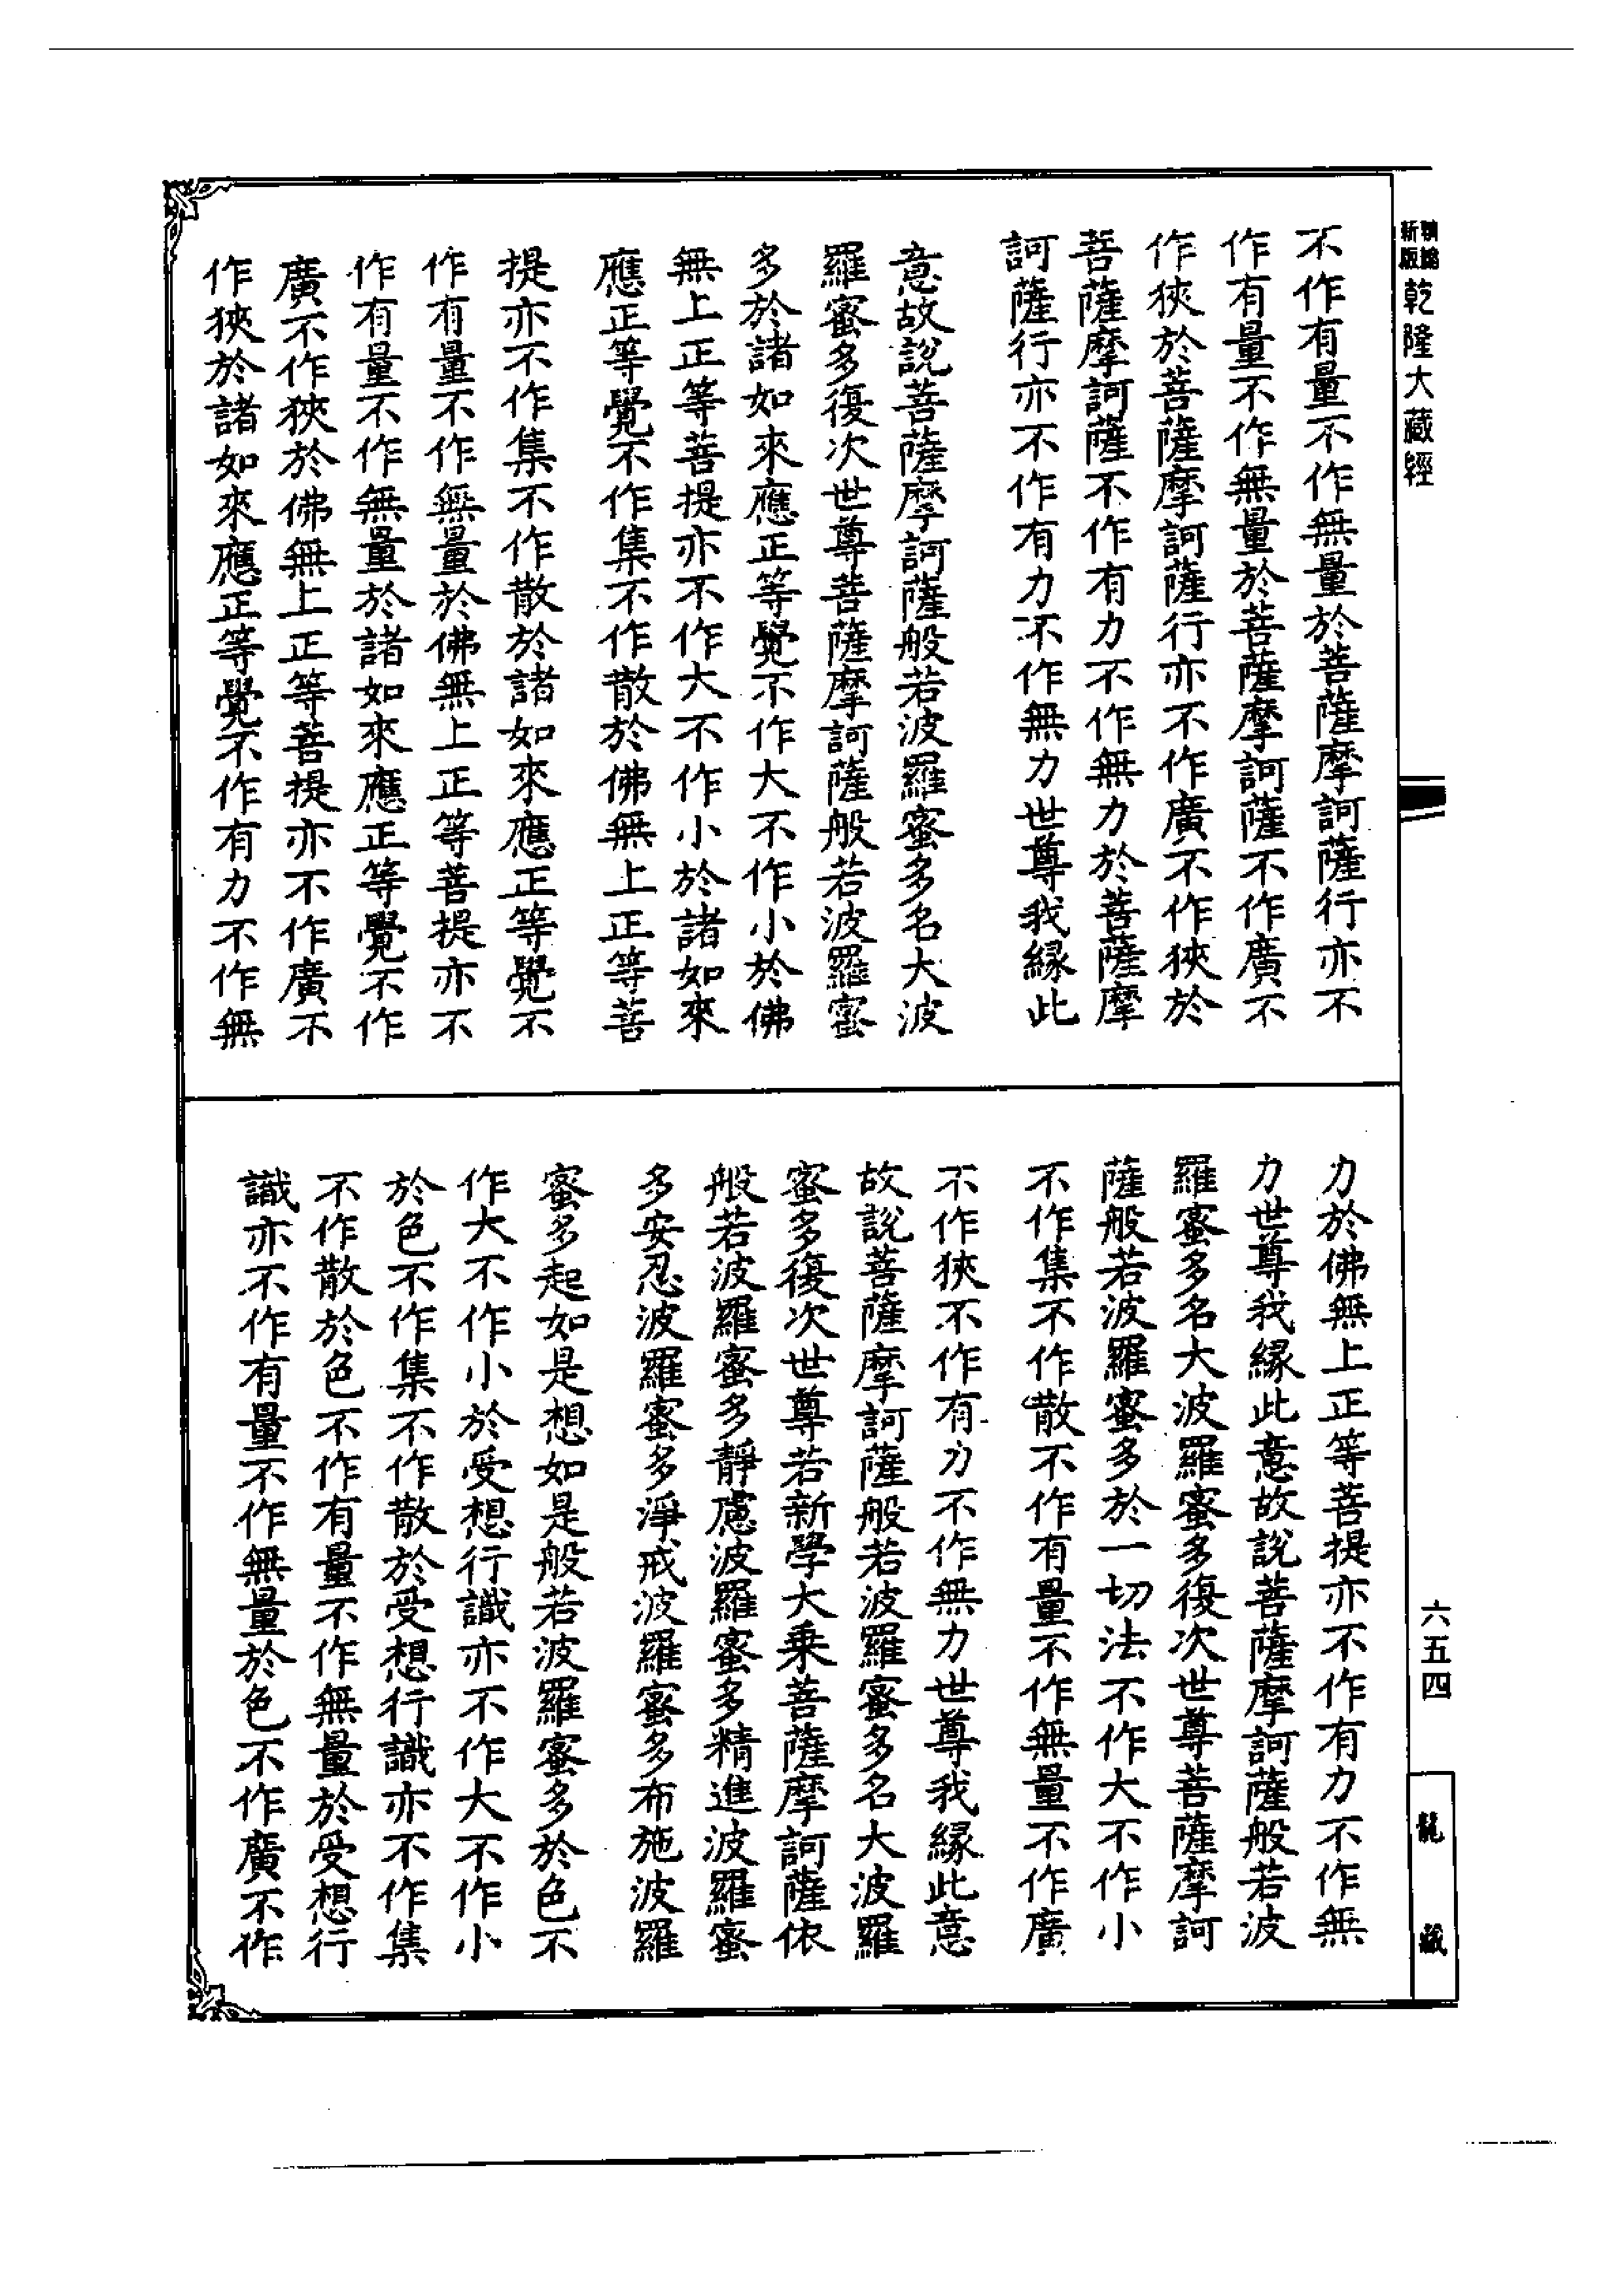 新版
乾隆大藏經
不作有量不作無量於菩薩摩訶薩行亦不
作有量不作無量於菩薩摩訶薩不作廣不
作狹於菩薩摩訶薩行亦不作廣不作狹於
菩薩摩訶薩不作有力不作無力於菩薩摩
訶薩行亦不作有力不作無力世尊我緣此
意故說菩薩摩訶薩般若波羅蜜多名大波
羅蜜多復次世尊菩薩摩訶薩般若波羅蜜
多於諸如來應正等覺不作大不作小於佛
無上正等菩提亦不作大不作小於諸如來
應正等覺不作集不作散於佛無上正等菩
提亦不作集不作散於諸如來應正等覺不
作有量不作無量於佛無上正等菩提亦不
作有量不作無量於諸如來應正等覺不作
廣不作狹於佛無上正等菩提亦不作廣不
作狹於諸如來應正等覺不作有力不作無
力於佛無上正等菩提亦不作有力不作無
力世尊我緣此意故說菩薩摩訶薩般若波
羅蜜多名大波羅蜜多復次世尊菩薩摩訶
薩般若波羅蜜多於一切法不作大不作小
不作集不作散不作有量不作無量不作廣
不作狹不作有力不作無力世尊我緣此意
故說菩薩摩訶薩般若波羅蜜多名大波羅
蜜多復次世尊若新學大乘菩薩摩訶薩依
般若波羅蜜多靜慮波羅蜜多精進波羅蜜
多安忍波羅蜜多淨戒波羅蜜多布施波羅
蜜多起如是想如是般若波羅蜜多於色不
作大不作小於受想行識亦不作大不作小
於色不作集不作散於受想行識亦不作集
不作散於色不作有量不作無量於受想行
識亦不作有量不作無量於色不作廣不作
六五四
龍藏